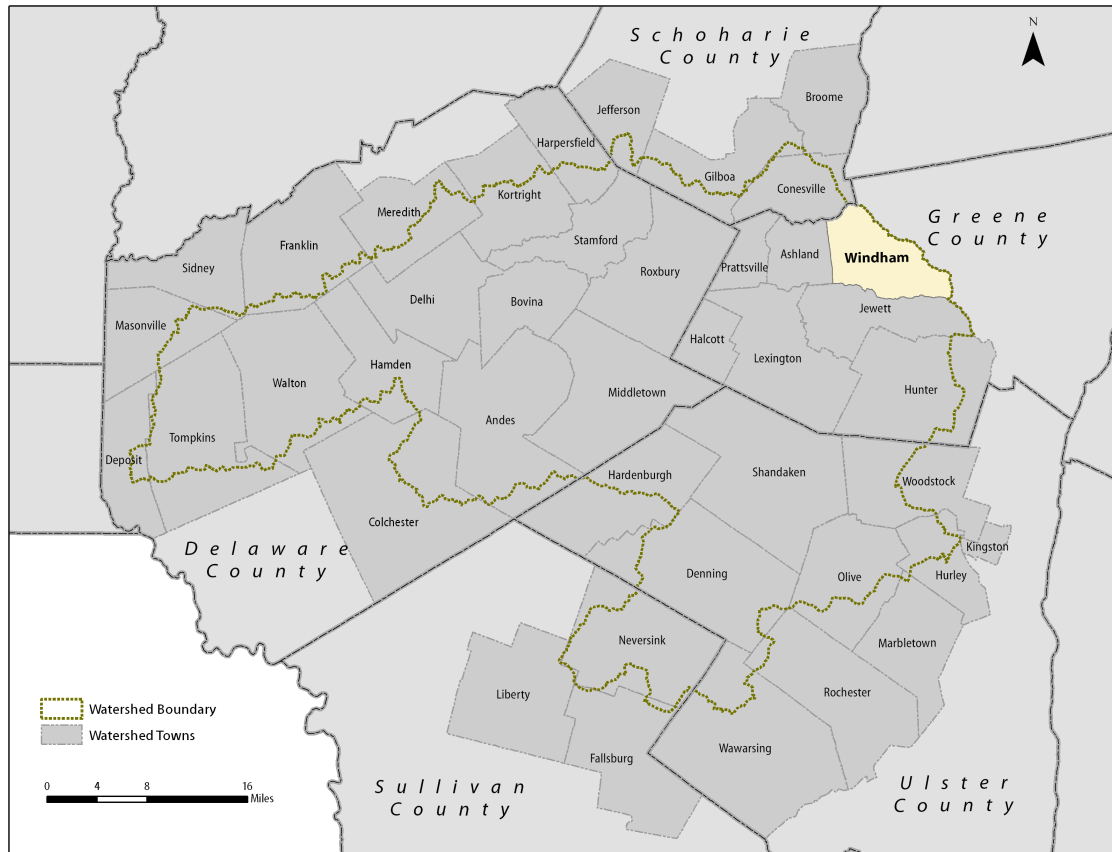 Schoharie
County
N
Broome
Jefferson
Harpersfield
Gilboa
Conesville
Kortright
Meredith
Greene
County
Franklin
Stamford
Windham
Ashland
Prattsville
Sidney
Roxbury
Delhi
Bovina
Jewett
Masonville
Halcott
Lexington
Hamden
Walton
Hunter
Middletown
Andes
Tompkins
Deposit
Hardenburgh
Shandaken
Woodstock
Colchester
Kingston
Delaware
County
Denning
Olive
Hurley
Neversink
Marbletown
Liberty
Rochester
Watershed Boundary
Watershed Towns
Wawarsing
Fallsburg
0 4 8 16
Miles
Sullivan
County
Ulster
County